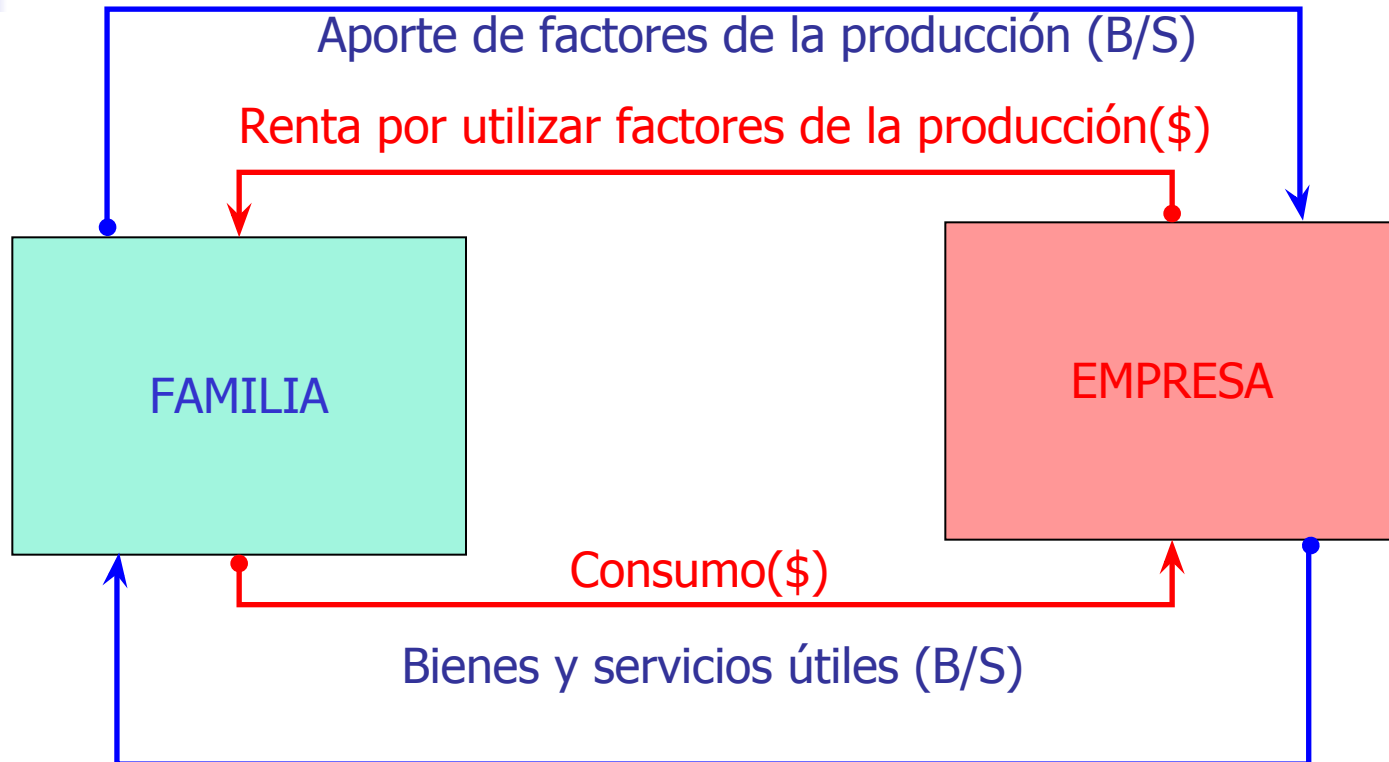 Aporte de factores de la producción (B/S)
Renta por utilizar factores de la producción($)
FAMILIA
EMPRESA
Consumo($)
Bienes y servicios útiles (B/S)